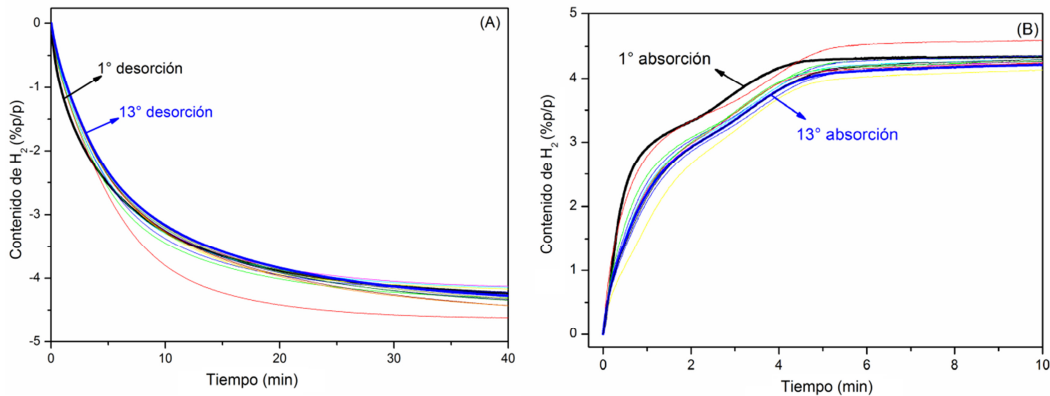 (A)
1° desorción
13° desorción
Contenido de H2 (%p/p)
0
-1
-2
-3
-4
-5
0
10
20
30
40
Tiempo (min)
(B)
1° absorción
13° absorción
Contenido de H2 (%p/p)
5
4
3
2
1
0
0
2
4
6
8
10
Tiempo (min)